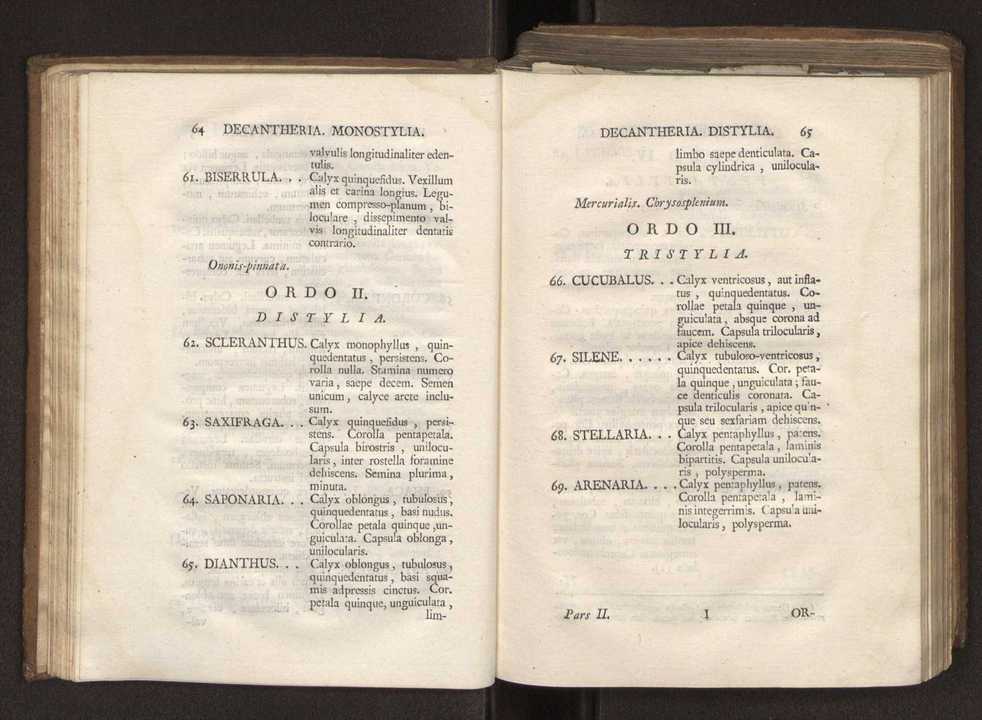 64 DECANTHERIA. MONOSTYLIA.
valvulis longitudinaliter eden-
tulis.
61. BISERRULA. . . Calyx quinquefidus. Vexillum
alis et carina longius. Legu-
men compresso-planum , bi-
loculare , dissepimento val-
vis longitudinaliter dentatis
contrario.
Ononis-pinnata.
ORDO II.
DISTYLIA.
62. SCLERANTHUS. Calyx monophyllus , quin-
quedentatus , persistens. Co-
rolla nulla. Stamina numero
varia , saepe decem. Semen
unicum , calyce arcte inclu-
sum.
63. SAXIFRAGA. . . Calyx quinquefidus , persi-
stens. Corolla pentapetala.
Capsula birostris , unilocu-
laris , inter rostella foramine
dehiscens. Semina plurima ,
minuta.
64. SAPONARIA. . . Calyx oblongus , tubulosus ,
quinquedentatus , basi nudus.
Corollae petala quinque ,un-
guiculata. Capsula oblonga ,
unilocularis.
65. DIANTHUS. . . Calyx oblongus , tubulosus ,
quinquedentatus , basi squa-
mis adpressis cinctus. Cor.
petala quinque, unguiculata ,
lim-
DECANTHERIA. DISTYLIA. 65
limbo saepe denticulata. Ca-
psula cylindrica , unilocula-
ris.
Mercurialis. Chrysosplenium.
ORDO III.
TRISTYLIA.
66. CUCUBALUS. . . Calyx ventricosus , aut infla-
tus , quinquedentatus. Co-
rollae petala quinque , un-
guiculata , absque corona ad
faucem. Capsula trilocularis ,
apice dehiscens.
67. SILENE. . . . . . Calyx tubuloso-ventricosus ,
quinquedentatus. Cor. peta-
la quinque ,unguiculata ; fau-
ce denticulis coronata. Ca-
psula trilocularis , apice quin-
que seu sexfariam dehiscens.
68. STELLARIA. . . Calyx pentaphyllus , patens.
Corolla pentapetala , laminis
bipartitis. Capsula unilocula-
ris , polysperma.
69. ARENARIA. . . . Calyx pentaphyllus , patens.
Corolla pentapetala , lami-
nis integerrimis. Capsula uni-
locularis , polysperma.
Pars II. I OR-